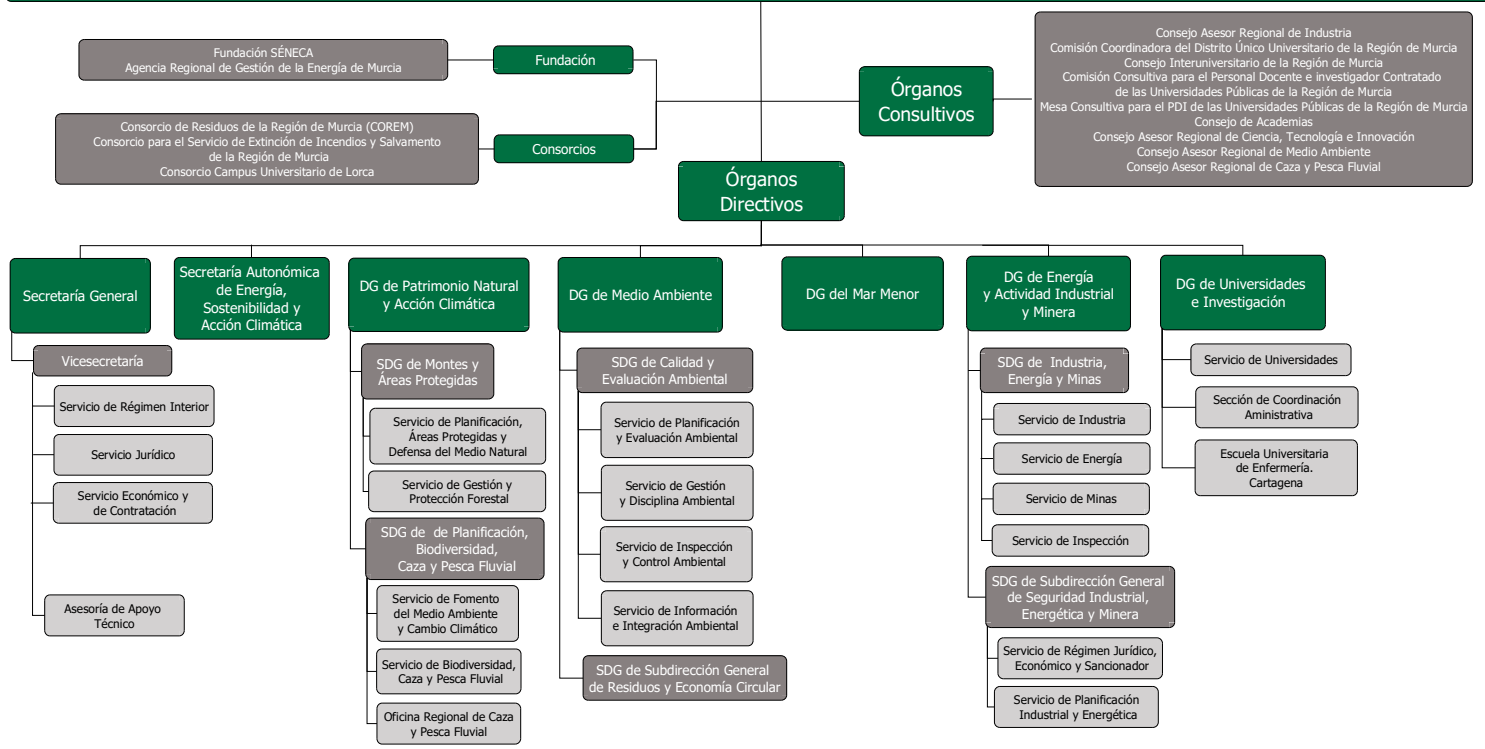 Fundación SÉNECA
Agencia Regional de Gestión de la Energía de Murcia
Fundación
Consorcio de Residuos de la Región de Murcia (COREM)
Consorcio para el Servicio de Extinción de Incendios y Salvamento
de la Región de Murcia
Consorcio Campus Universitario de Lorca
Consorcios
Órganos
Consultivos
Consejo Asesor Regional de Industria
Comisión Coordinadora del Distrito Único Universitario de la Región de Murcia
Consejo Interuniversitario de la Región de Murcia
Comisión Consultiva para el Personal Docente e investigador Contratado
de las Universidades Públicas de la Región de Murcia
Mesa Consultiva para el PDI de las Universidades Públicas de la Región de Murcia
Consejo de Academias
Consejo Asesor Regional de Ciencia, Tecnología e Innovación
Consejo Asesor Regional de Medio Ambiente
Consejo Asesor Regional de Caza y Pesca Fluvial
Órganos
Directivos
Secretaría General
Vicesecretaría
Servicio de Régimen Interior
Servicio Jurídico
Servicio Económico y
de Contratación
Asesoría de Apoyo
Técnico
Secretaría Autonómica
de Energía,
Sostenibilidad y
Acción Climática
DG de Patrimonio Natural
y Acción Climática
SDG de Montes y
Áreas Protegidas
Servicio de Planificación,
Áreas Protegidas y
Defensa del Medio Natural
Servicio de Gestión y
Protección Forestal
SDG de  de Planificación,
Biodiversidad,
Caza y Pesca Fluvial
Servicio de Fomento
del Medio Ambiente
y Cambio Climático
Servicio de Biodiversidad,
Caza y Pesca Fluvial
Oficina Regional de Caza
y Pesca Fluvial
DG de Medio Ambiente
SDG de Calidad y
Evaluación Ambiental
Servicio de Planificación
y Evaluación Ambiental
Servicio de Gestión
y Disciplina Ambiental
Servicio de Inspección
y Control Ambiental
Servicio de Información
e Integración Ambiental
SDG de Subdirección General
de Residuos y Economía Circular
DG del Mar Menor
DG de Energía
y Actividad Industrial
y Minera
SDG de  Industria,
Energía y Minas
Servicio de Industria
Servicio de Energía
Servicio de Minas
Servicio de Inspección
SDG de Subdirección General
de Seguridad Industrial,
Energética y Minera
Servicio de Régimen Jurídico,
Económico y Sancionador
Servicio de Planificación
Industrial y Energética
DG de Universidades
e Investigación
Servicio de Universidades
Sección de Coordinación
Aministrativa
Escuela Universitaria
de Enfermería.
Cartagena